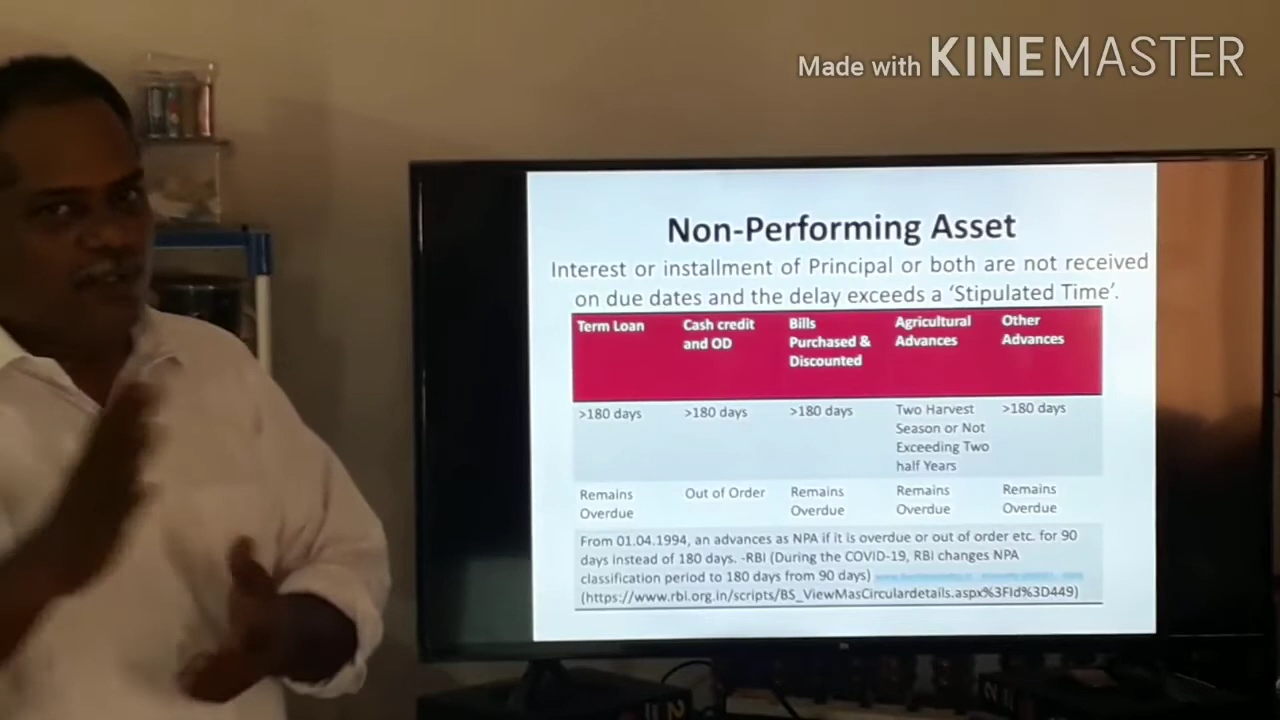 Made with KINEMASTER
Non-Performing Asset
Interest or installment of Principal or both are not received
on due dates and the delay exceeds a ‘Stipulated Time’.
Term Loan
Cash credit
and OD
Bills
Purchased &
Discounted
Agricultural
Advances
Other
Advances
>180 days
>180 days
>180 days
Two Harvest
Season or Not
Exceeding Two
half Years
>180 days
Remains
Overdue
Out of Order
Remains
Overdue
Remains
Overdue
Remains
Overdue
From 01.04.1994, an advances as NPA if it is overdue or out of order etc. for 90
days instead of 180 days. -RBI (During the COVID-19, RBI changes NPA
classification period to 180 days from 90 days)
(https://www.rbi.org.in/scripts/BS_ViewMasCirculardetails.aspx%3FId%3D449)